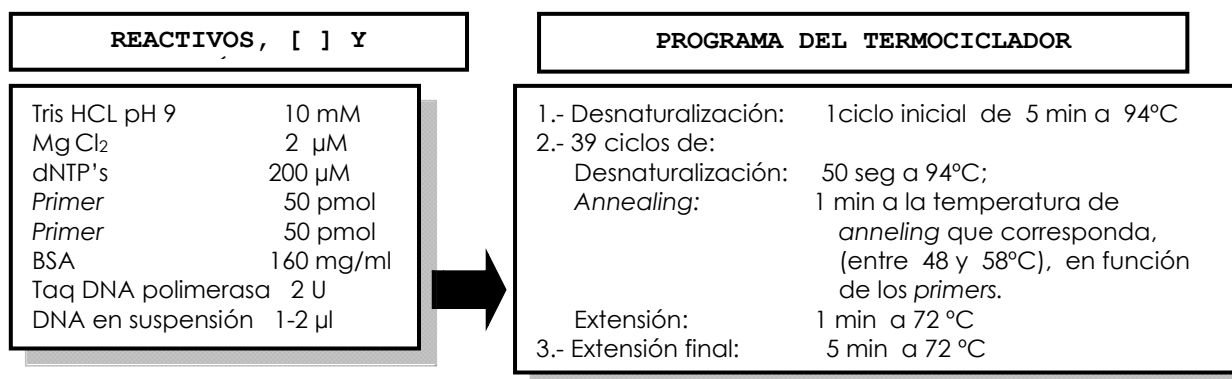 REACTIVOS, [ ] Y
PROGRAMA DEL TERMOCICLADOR
Tris HCL pH 9 10 mM
Mg Cl₂ 2 µM
dNTP's 200 µM
Primer 50 pmol
Primer 50 pmol
BSA 160 mg/ml
Taq DNA polimerasa 2 U
DNA en suspensión 1-2 µl
1.- Desnaturalización: 1ciclo inicial de 5 min a 94ºC
2.- 39 ciclos de:
Desnaturalización: 50 seg a 94ºC;
Annealing: 1 min a la temperatura de
anneling que corresponda,
(entre 48 y 58ºC), en función
de los primers.
Extensión: 1 min a 72 ºC
3.- Extensión final: 5 min a 72 ºC